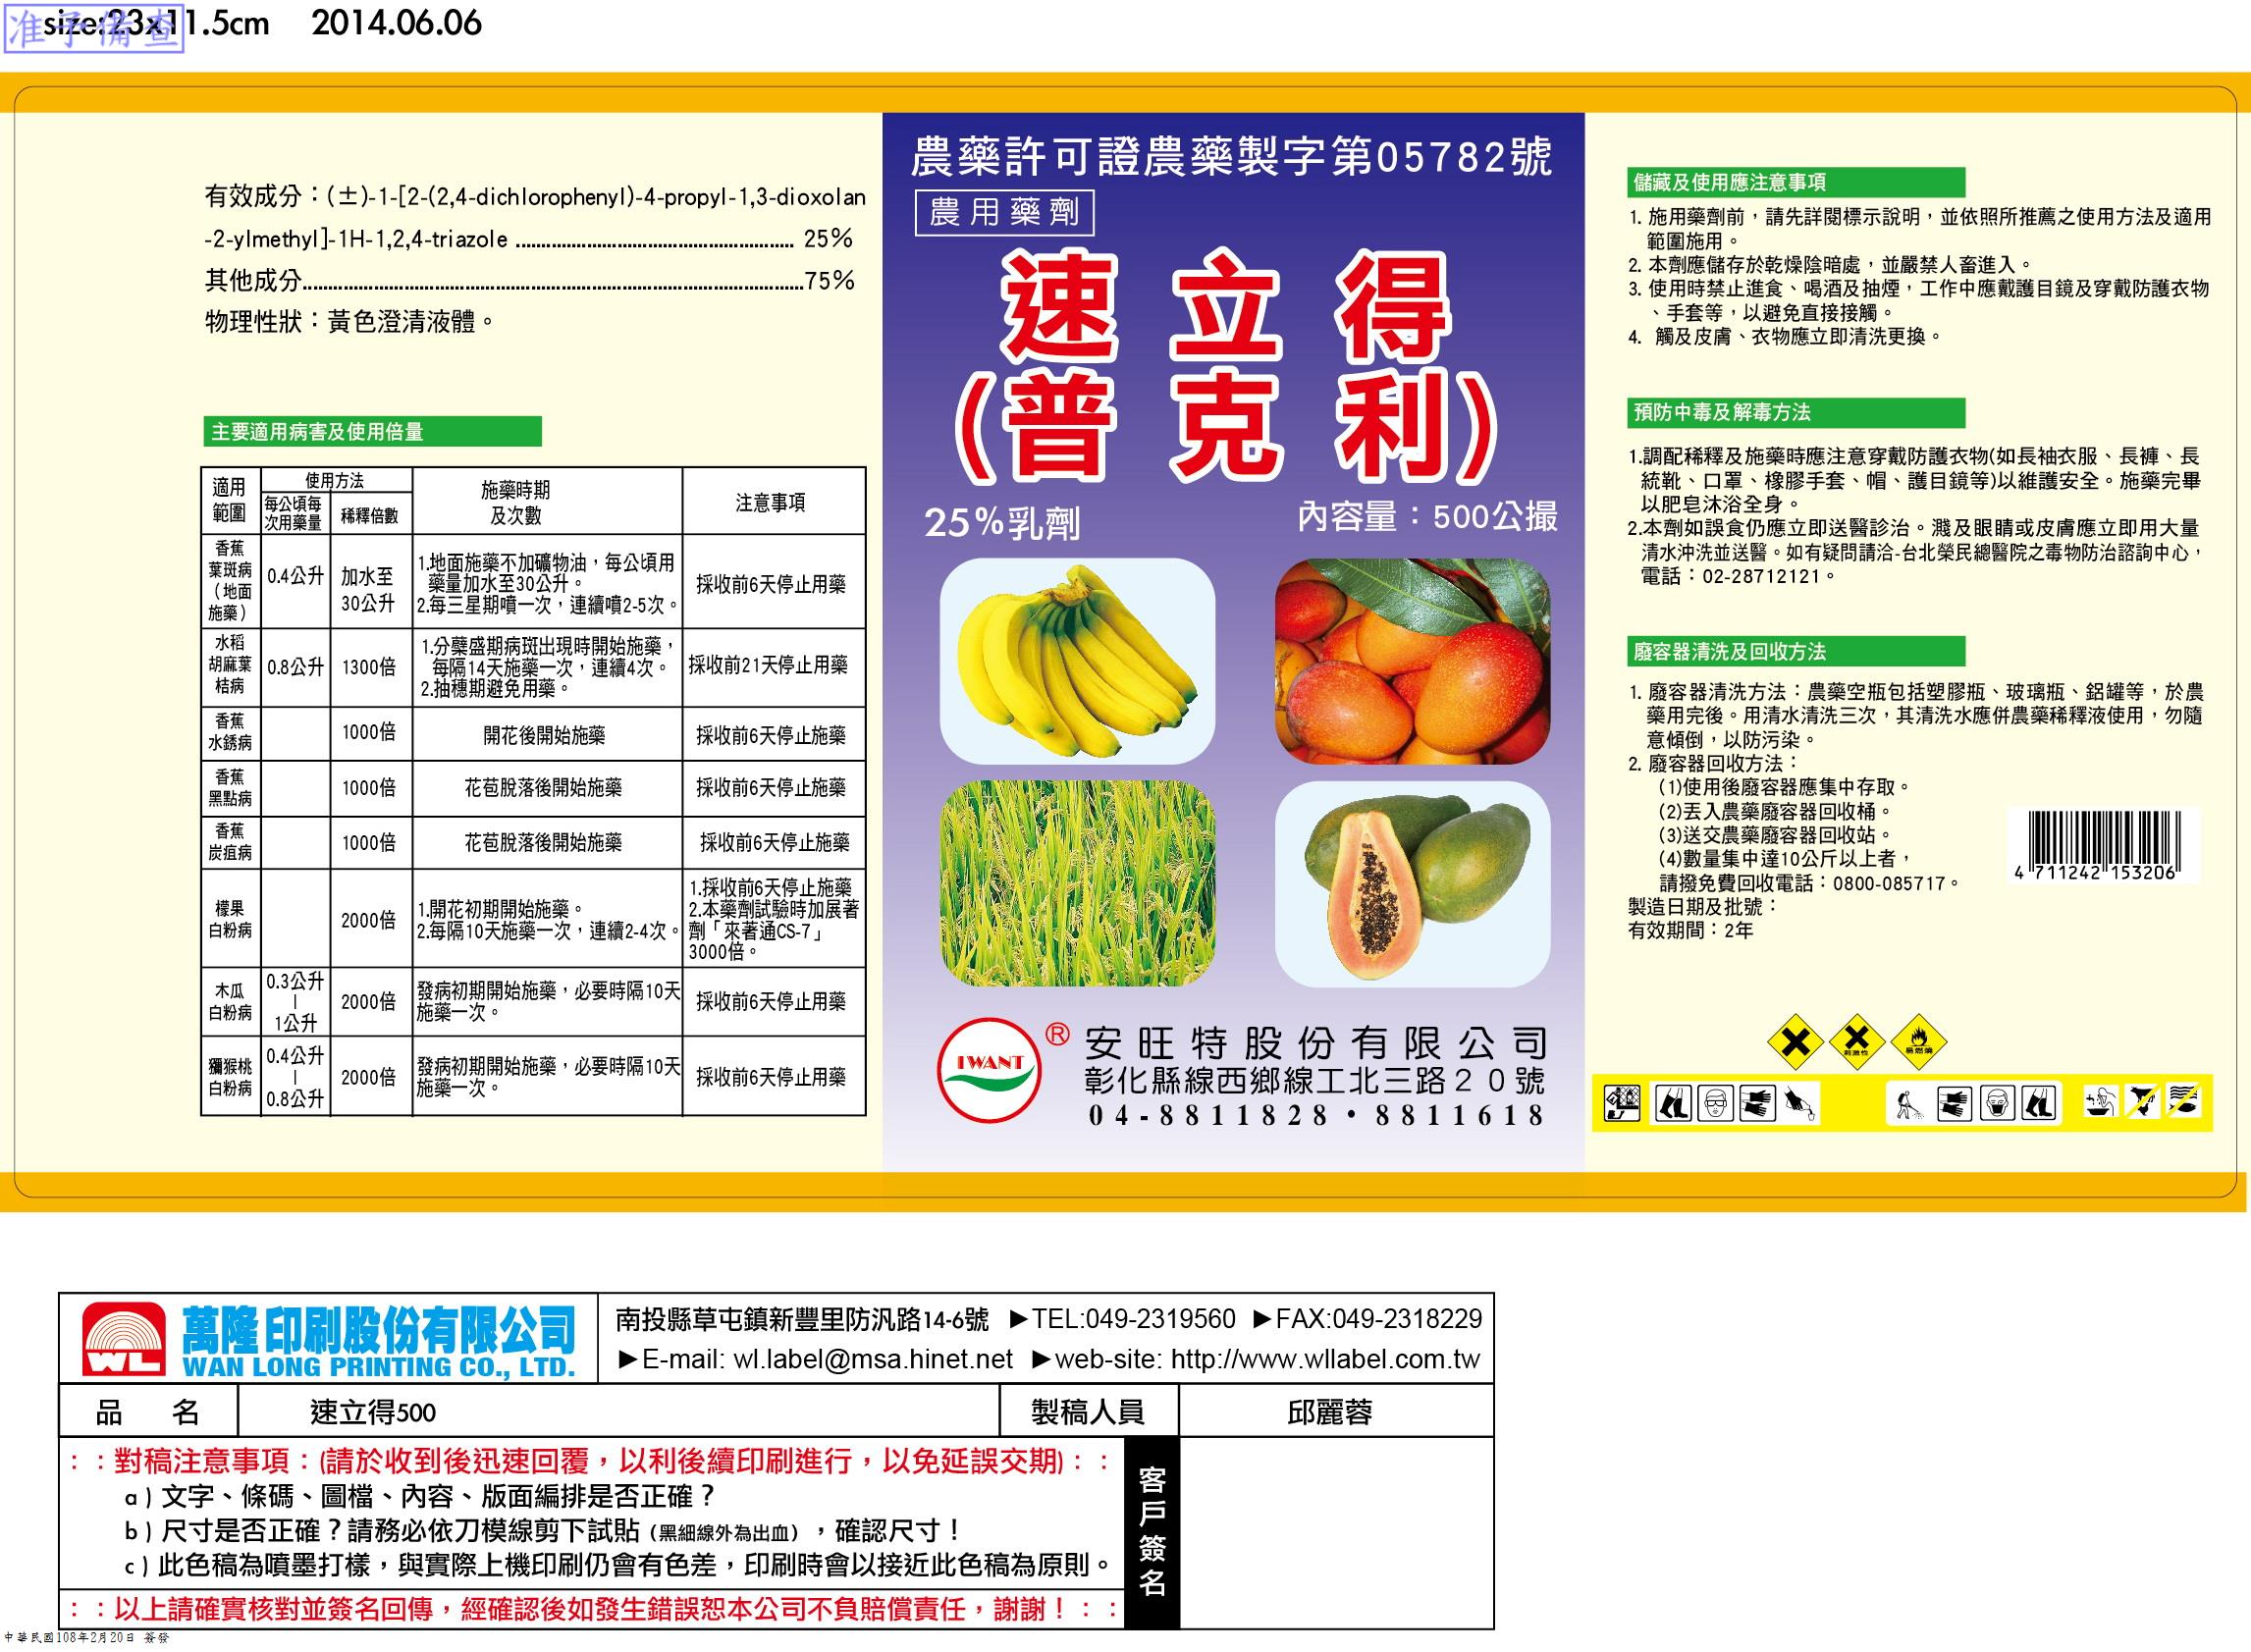 准予備查
size:23x11.5cm 2014.06.06
有效成分：(±)-1-[2-(2,4-dichlorophenyl)-4-propyl-1,3-dioxolan
-2-ylmethyl]-1H-1,2,4-triazole ........ 25%
其他成分........75%
物理性狀：黃色澄清液體。
主要適用病害及使用倍量
適用範圍 使用方法 施藥時期及次數 注意事項
每公頃每次用藥量 稀釋倍數
香蕉葉斑病（地面施藥） 0.4公升 加水至30公升 1.地面施藥不加礦物油，每公頃用藥量加水至30公升。 2.每三星期噴一次，連續噴2-5次。 採收前6天停止用藥
水稻胡麻葉桔病 0.8公升 1300倍 1.分蘗盛期病斑出現時開始施藥，每隔14天施藥一次，連續4次。 2.抽穗期避免用藥。 採收前21天停止用藥
香蕉水銹病 1000倍 開花後開始施藥 採收前6天停止施藥
香蕉黑點病 1000倍 花苞脫落後開始施藥 採收前6天停止施藥
香蕉炭疽病 1000倍 花苞脫落後開始施藥 採收前6天停止施藥
檬果白粉病 2000倍 1.開花初期開始施藥。 2.每隔10天施藥一次，連續2-4次。 1.採收前6天停止施藥 2.本藥劑試驗時加展著劑「來著通CS-7」3000倍。
木瓜白粉病 0.3公升｜1公升 2000倍 發病初期開始施藥，必要時隔10天施藥一次。 採收前6天停止用藥
獼猴桃白粉病 0.4公升｜0.8公升 2000倍 發病初期開始施藥，必要時隔10天施藥一次。 採收前6天停止用藥
農藥許可證農藥製字第05782號
農用藥劑
速立得
(普克利)
25%乳劑 內容量：500公撮
IWANT ® 安旺特股份有限公司
彰化縣線西鄉線工北三路20號
04-8811828・8811618
儲藏及使用應注意事項
1. 施用藥劑前，請先詳閱標示說明，並依照所推薦之使用方法及適用
範圍施用。
2. 本劑應儲存於乾燥陰暗處，並嚴禁人畜進入。
3. 使用時禁止進食、喝酒及抽煙，工作中應戴護目鏡及穿戴防護衣物
、手套等，以避免直接接觸。
4. 觸及皮膚、衣物應立即清洗更換。
預防中毒及解毒方法
1.調配稀釋及施藥時應注意穿戴防護衣物(如長袖衣服、長褲、長
統靴、口罩、橡膠手套、帽、護目鏡等)以維護安全。施藥完畢
以肥皂沐浴全身。
2.本劑如誤食仍應立即送醫診治。濺及眼睛或皮膚應立即用大量
清水沖洗並送醫。如有疑問請洽-台北榮民總醫院之毒物防治諮詢中心，
電話：02-28712121。
廢容器清洗及回收方法
1. 廢容器清洗方法：農藥空瓶包括塑膠瓶、玻璃瓶、鋁罐等，於農
藥用完後。用清水清洗三次，其清洗水應併農藥稀釋液使用，勿隨
意傾倒，以防污染。
2. 廢容器回收方法：
(1)使用後廢容器應集中存取。
(2)丟入農藥廢容器回收桶。
(3)送交農藥廢容器回收站。
(4)數量集中達10公斤以上者，
請撥免費回收電話：0800-085717。
製造日期及批號：
有效期間：2年
4 711242 153206
刺激性 易燃燒
WL 萬隆印刷股份有限公司
WAN LONG PRINTING CO., LTD.
南投縣草屯鎮新豐里防汎路14-6號 ►TEL:049-2319560 ►FAX:049-2318229
►E-mail: wl.label@msa.hinet.net ►web-site: http://www.wllabel.com.tw
品名 速立得500 製稿人員 邱麗蓉
：：對稿注意事項：(請於收到後迅速回覆，以利後續印刷進行，以免延誤交期)：：
a ) 文字、條碼、圖檔、內容、版面編排是否正確？
b ) 尺寸是否正確？請務必依刀模線剪下試貼（黑細線外為出血），確認尺寸！
c ) 此色稿為噴墨打樣，與實際上機印刷仍會有色差，印刷時會以接近此色稿為原則。
：：以上請確實核對並簽名回傳，經確認後如發生錯誤恕本公司不負賠償責任，謝謝！：：
客戶簽名
中華民國108年2月20日 簽發